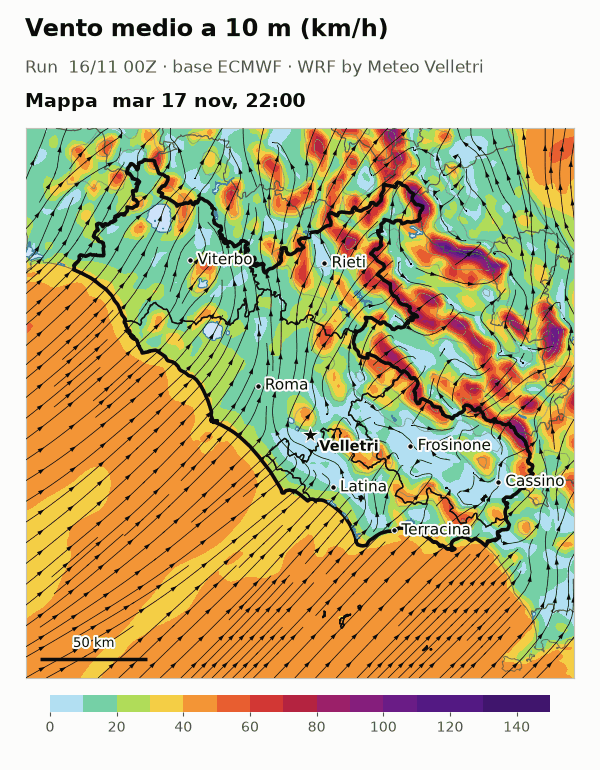 Vento medio a 10 m (km/h)
Run 16/11 00Z · base ECMWF · WRF by Meteo Velletri
Mappa mar 17 nov, 22:00
Viterbo
Rieti
Roma
Velletri
Frosinone
Latina
Cassino
Terracina
50 km
0 20 40 60 80 100 120 140